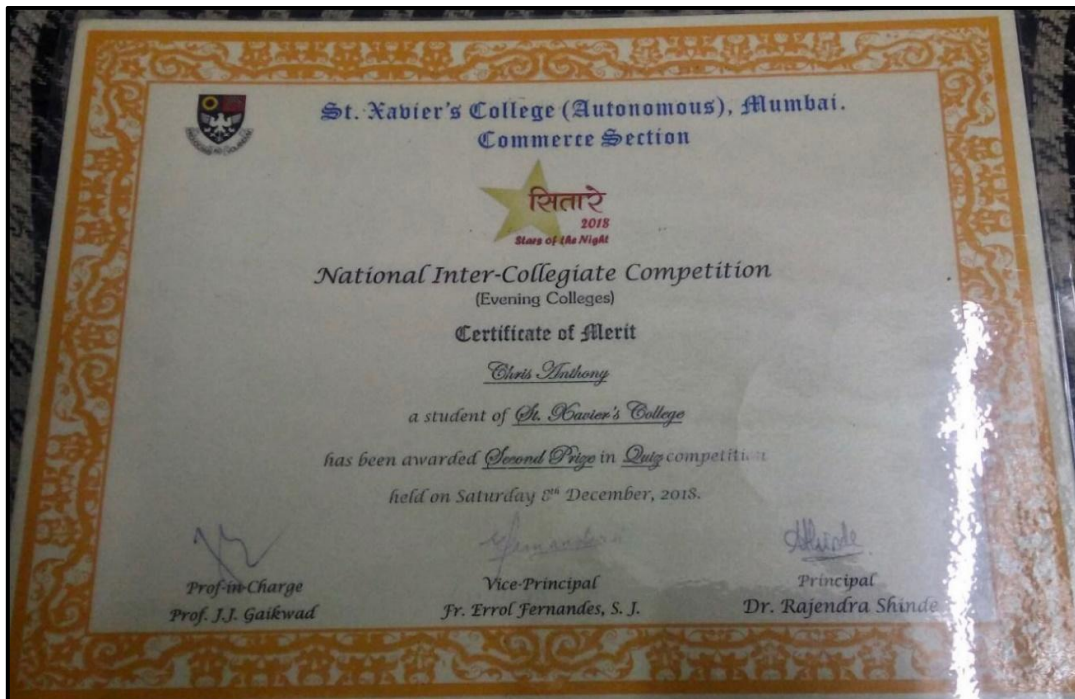 St. Xavier's College (Autonomous), Mumbai.
Commerce Section
सितारे
2018
Stars of the Night
National Inter-Collegiate Competition
(Evening Colleges)
Certificate of Merit
Chris Anthony
a student of St. Xavier's College
has been awarded Second Prize in Quiz competition
held on Saturday 8th December, 2018.
Prof-in-Charge Vice-Principal Principal
Prof. J.J. Gaikwad Fr. Errol Fernandes, S. J. Dr. Rajendra Shinde